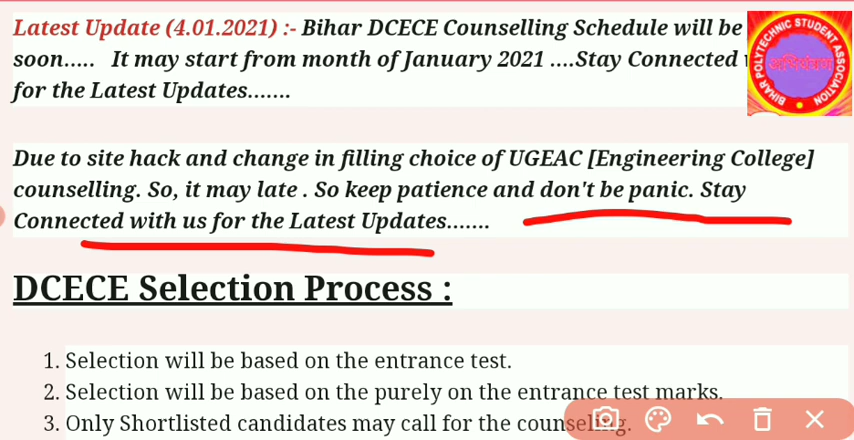 Latest Update (4.01.2021) :- Bihar DCECE Counselling Schedule will be
soon..... It may start from month of January 2021 ....Stay Connected
for the Latest Updates.......
BIHAR POLYTECHNIC STUDENT ASSOCIATION
Due to site hack and change in filling choice of UGEAC [Engineering College]
counselling. So, it may late . So keep patience and don't be panic. Stay
Connected with us for the Latest Updates.......
DCECE Selection Process :
1. Selection will be based on the entrance test.
2. Selection will be based on the purely on the entrance test marks.
3. Only Shortlisted candidates may call for the counseling.